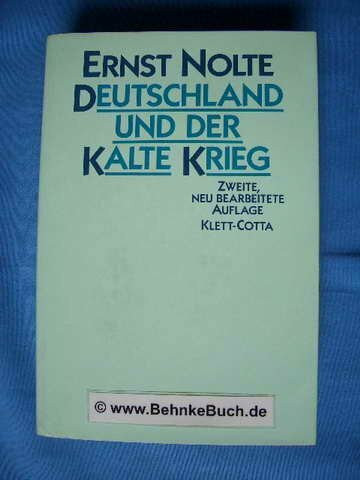 ERNST NOLTE
DEUTSCHLAND
UND DER
KALTE KRIEG
ZWEITE,
NEU BEARBEITETE
AUFLAGE
KLETT-COTTA
© www.BehnkeBuch.de